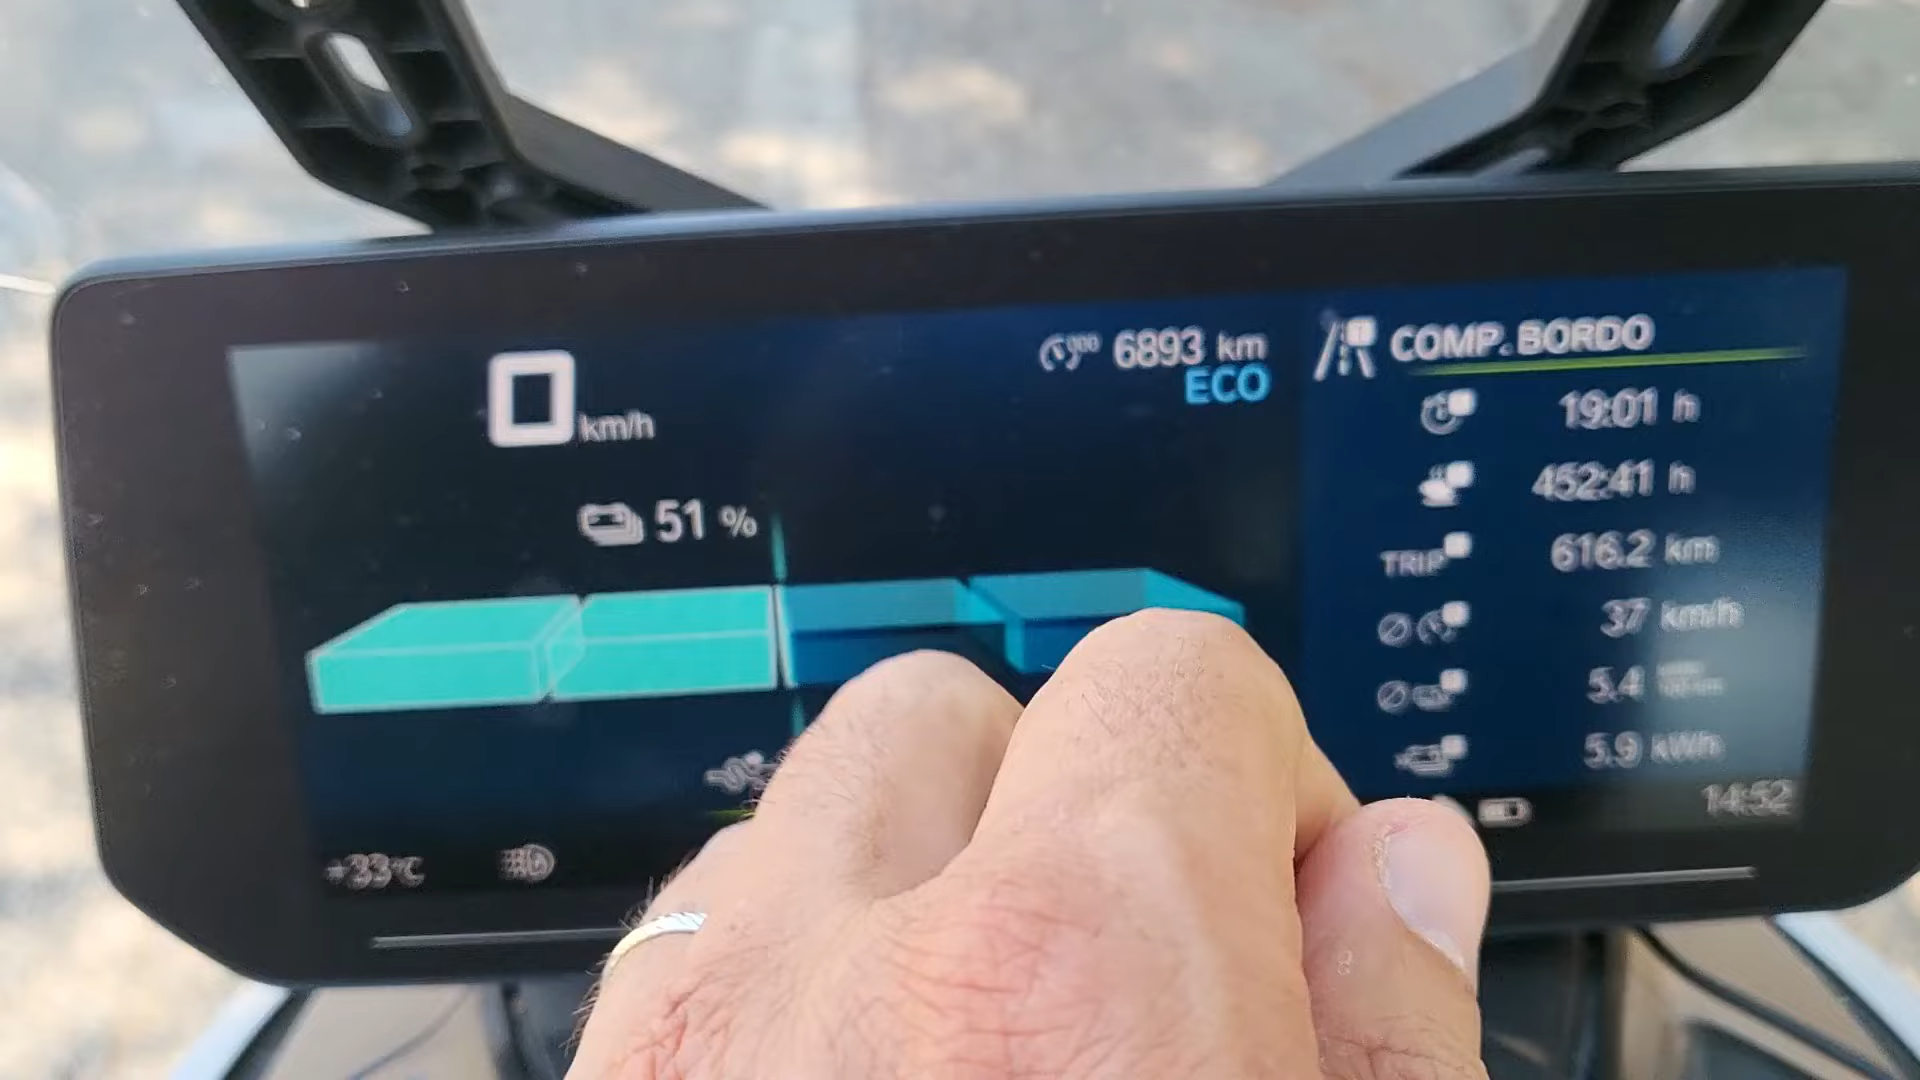 0 km/h
6893 km
ECO
51 %
+33°C
COMP. BORDO
19:01 h
452:41 h
TRIP 616.2 km
37 km/h
5.4
5.9 kWh
14:52